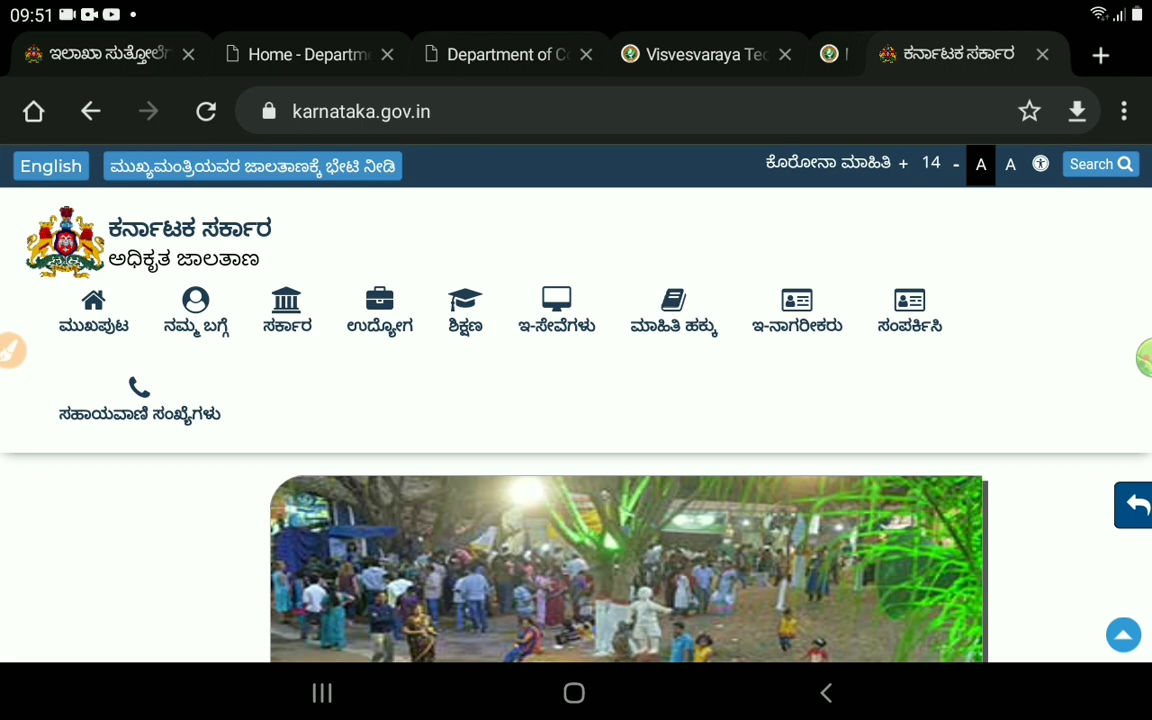 09:51
ಇಲಾಖಾ ಸುತ್ತೋಲೆ Home - Departm Department of C Visvesvaraya Tec ಕರ್ನಾಟಕ ಸರ್ಕಾರ
karnataka.gov.in
English ಮುಖ್ಯಮಂತ್ರಿಯವರ ಜಾಲತಾಣಕ್ಕೆ ಭೇಟಿ ನೀಡಿ ಕೊರೋನಾ ಮಾಹಿತಿ + 14 - A A Search
ಕರ್ನಾಟಕ ಸರ್ಕಾರ
ಅಧಿಕೃತ ಜಾಲತಾಣ
ಮುಖಪುಟ ನಮ್ಮ ಬಗ್ಗೆ ಸರ್ಕಾರ ಉದ್ಯೋಗ ಶಿಕ್ಷಣ ಇ-ಸೇವೆಗಳು ಮಾಹಿತಿ ಹಕ್ಕು ಇ-ನಾಗರೀಕರು ಸಂಪರ್ಕಿಸಿ
ಸಹಾಯವಾಣಿ ಸಂಖ್ಯೆಗಳು